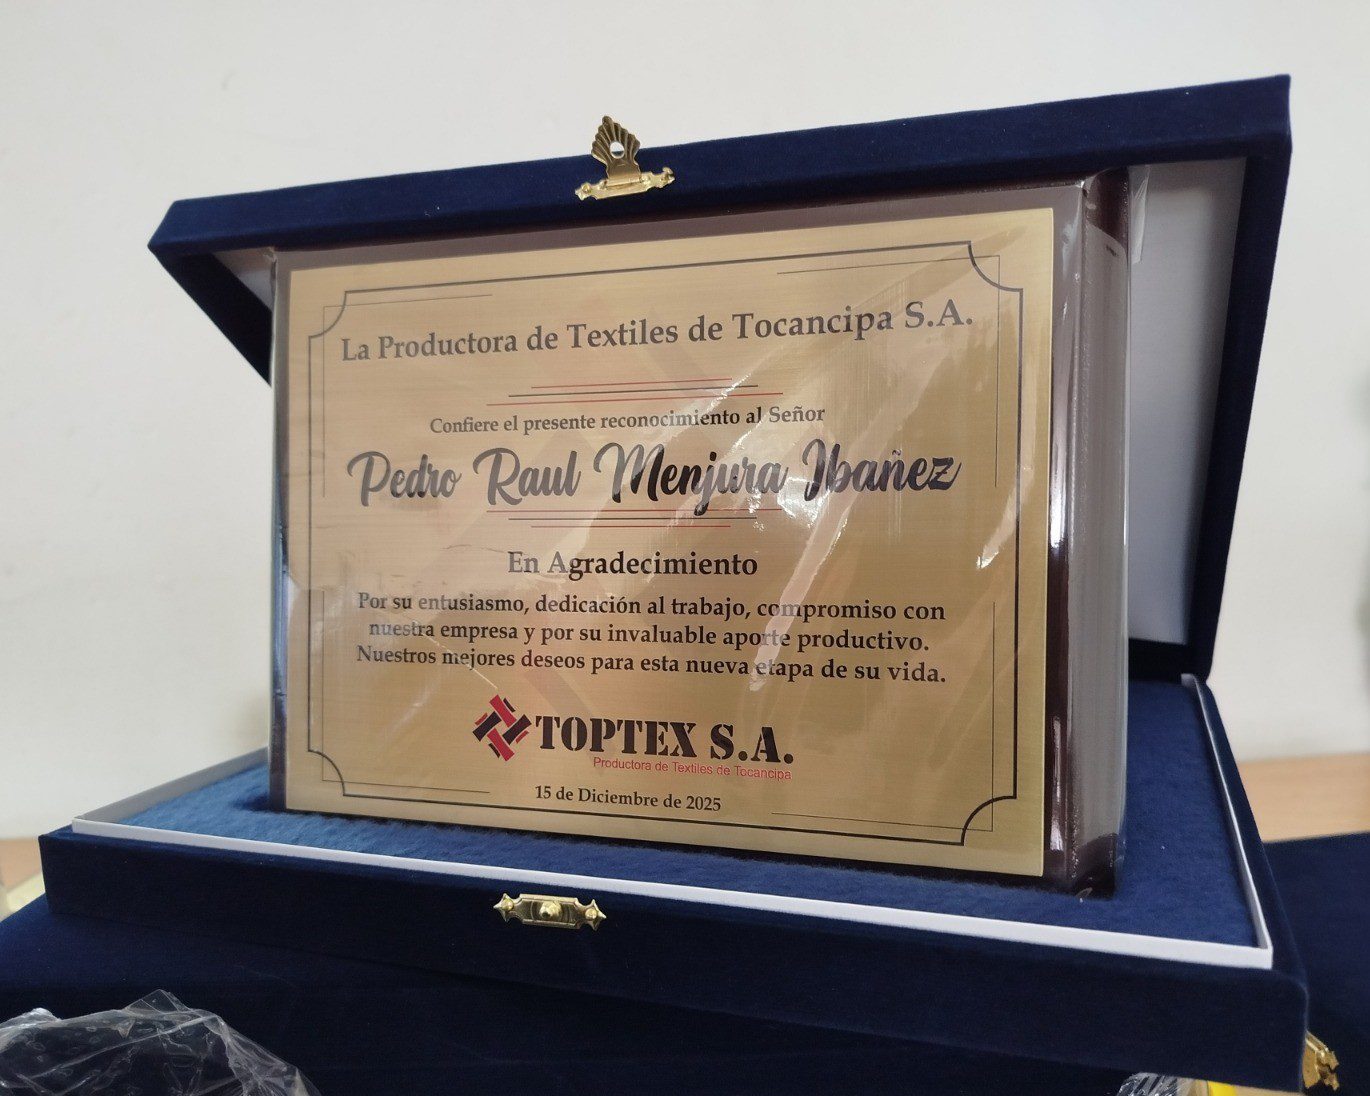 La Productora de Textiles de Tocancipa S.A.
Confiere el presente reconocimiento al Señor
Pedro Raul Menjura Ibañez
En Agradecimiento
Por su entusiasmo, dedicación al trabajo, compromiso con
nuestra empresa y por su invaluable aporte productivo.
Nuestros mejores deseos para esta nueva etapa de su vida.
TOPTEX S.A.
Productora de Textiles de Tocancipa
15 de Diciembre de 2025